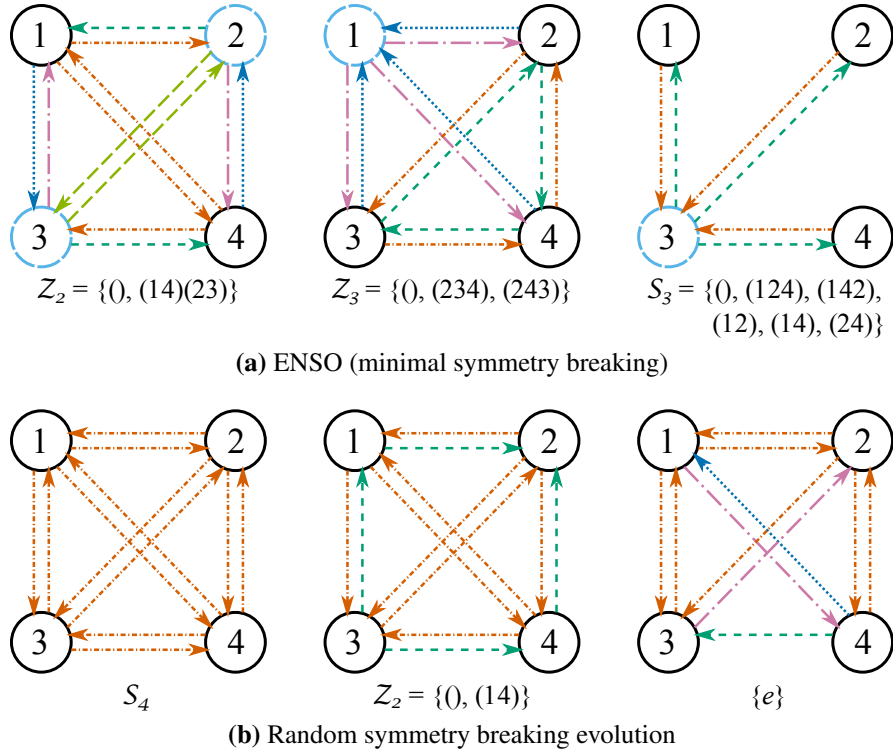 1 2 1 2 1 2
3 4 3 4 3 4
𝒵₂ = {(), (14)(23)} 𝒵₃ = {(), (234), (243)} 𝒮₃ = {(), (124), (142),
(12), (14), (24)}
(a) ENSO (minimal symmetry breaking)
1 2 1 2 1 2
3 4 3 4 3 4
𝒮₄ 𝒵₂ = {(), (14)} {e}
(b) Random symmetry breaking evolution